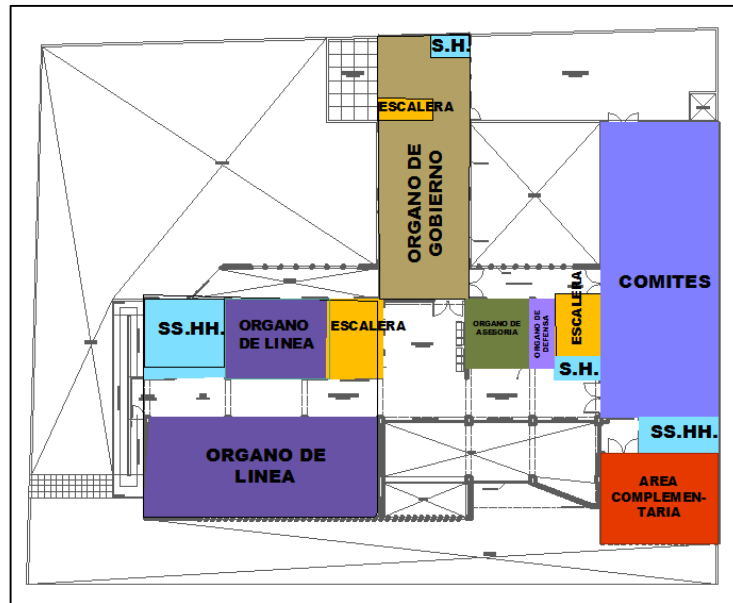 S.H.
ESCALERA
ORGANO DE
GOBIERNO
COMITES
SS.HH.
ORGANO
DE LINEA
ESCALERA
ORGANO DE
ASESORIA
ORGANO DE
DEFENSA
ESCALERA
S.H.
SS.HH.
ORGANO DE
LINEA
AREA
COMPLEMEN-
TARIA